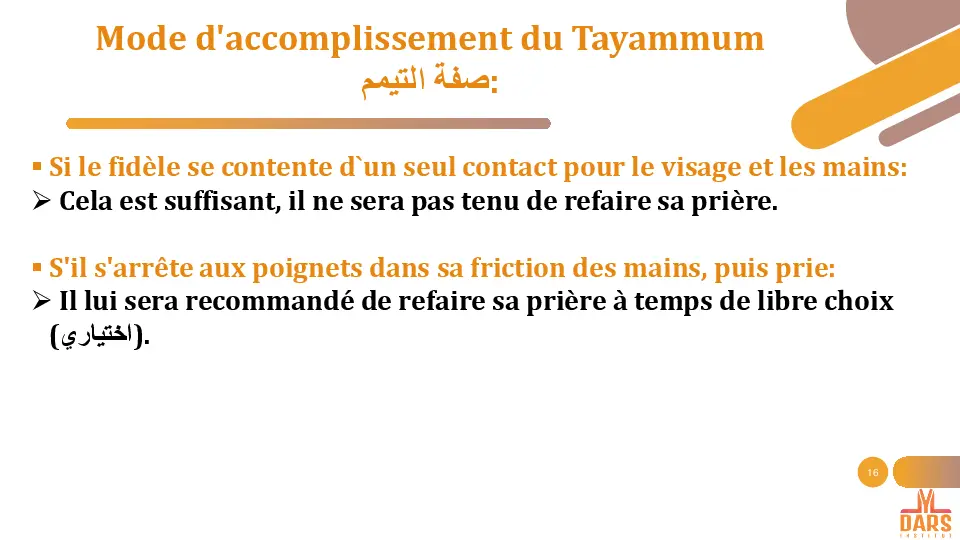 Mode d'accomplissement du Tayammum
صفة التيمم:
▪ Si le fidèle se contente d`un seul contact pour le visage et les mains:
➢ Cela est suffisant, il ne sera pas tenu de refaire sa prière.
▪ S'il s'arrête aux poignets dans sa friction des mains, puis prie:
➢ Il lui sera recommandé de refaire sa prière à temps de libre choix
(اختياري).
16
DARS
INSTITUT